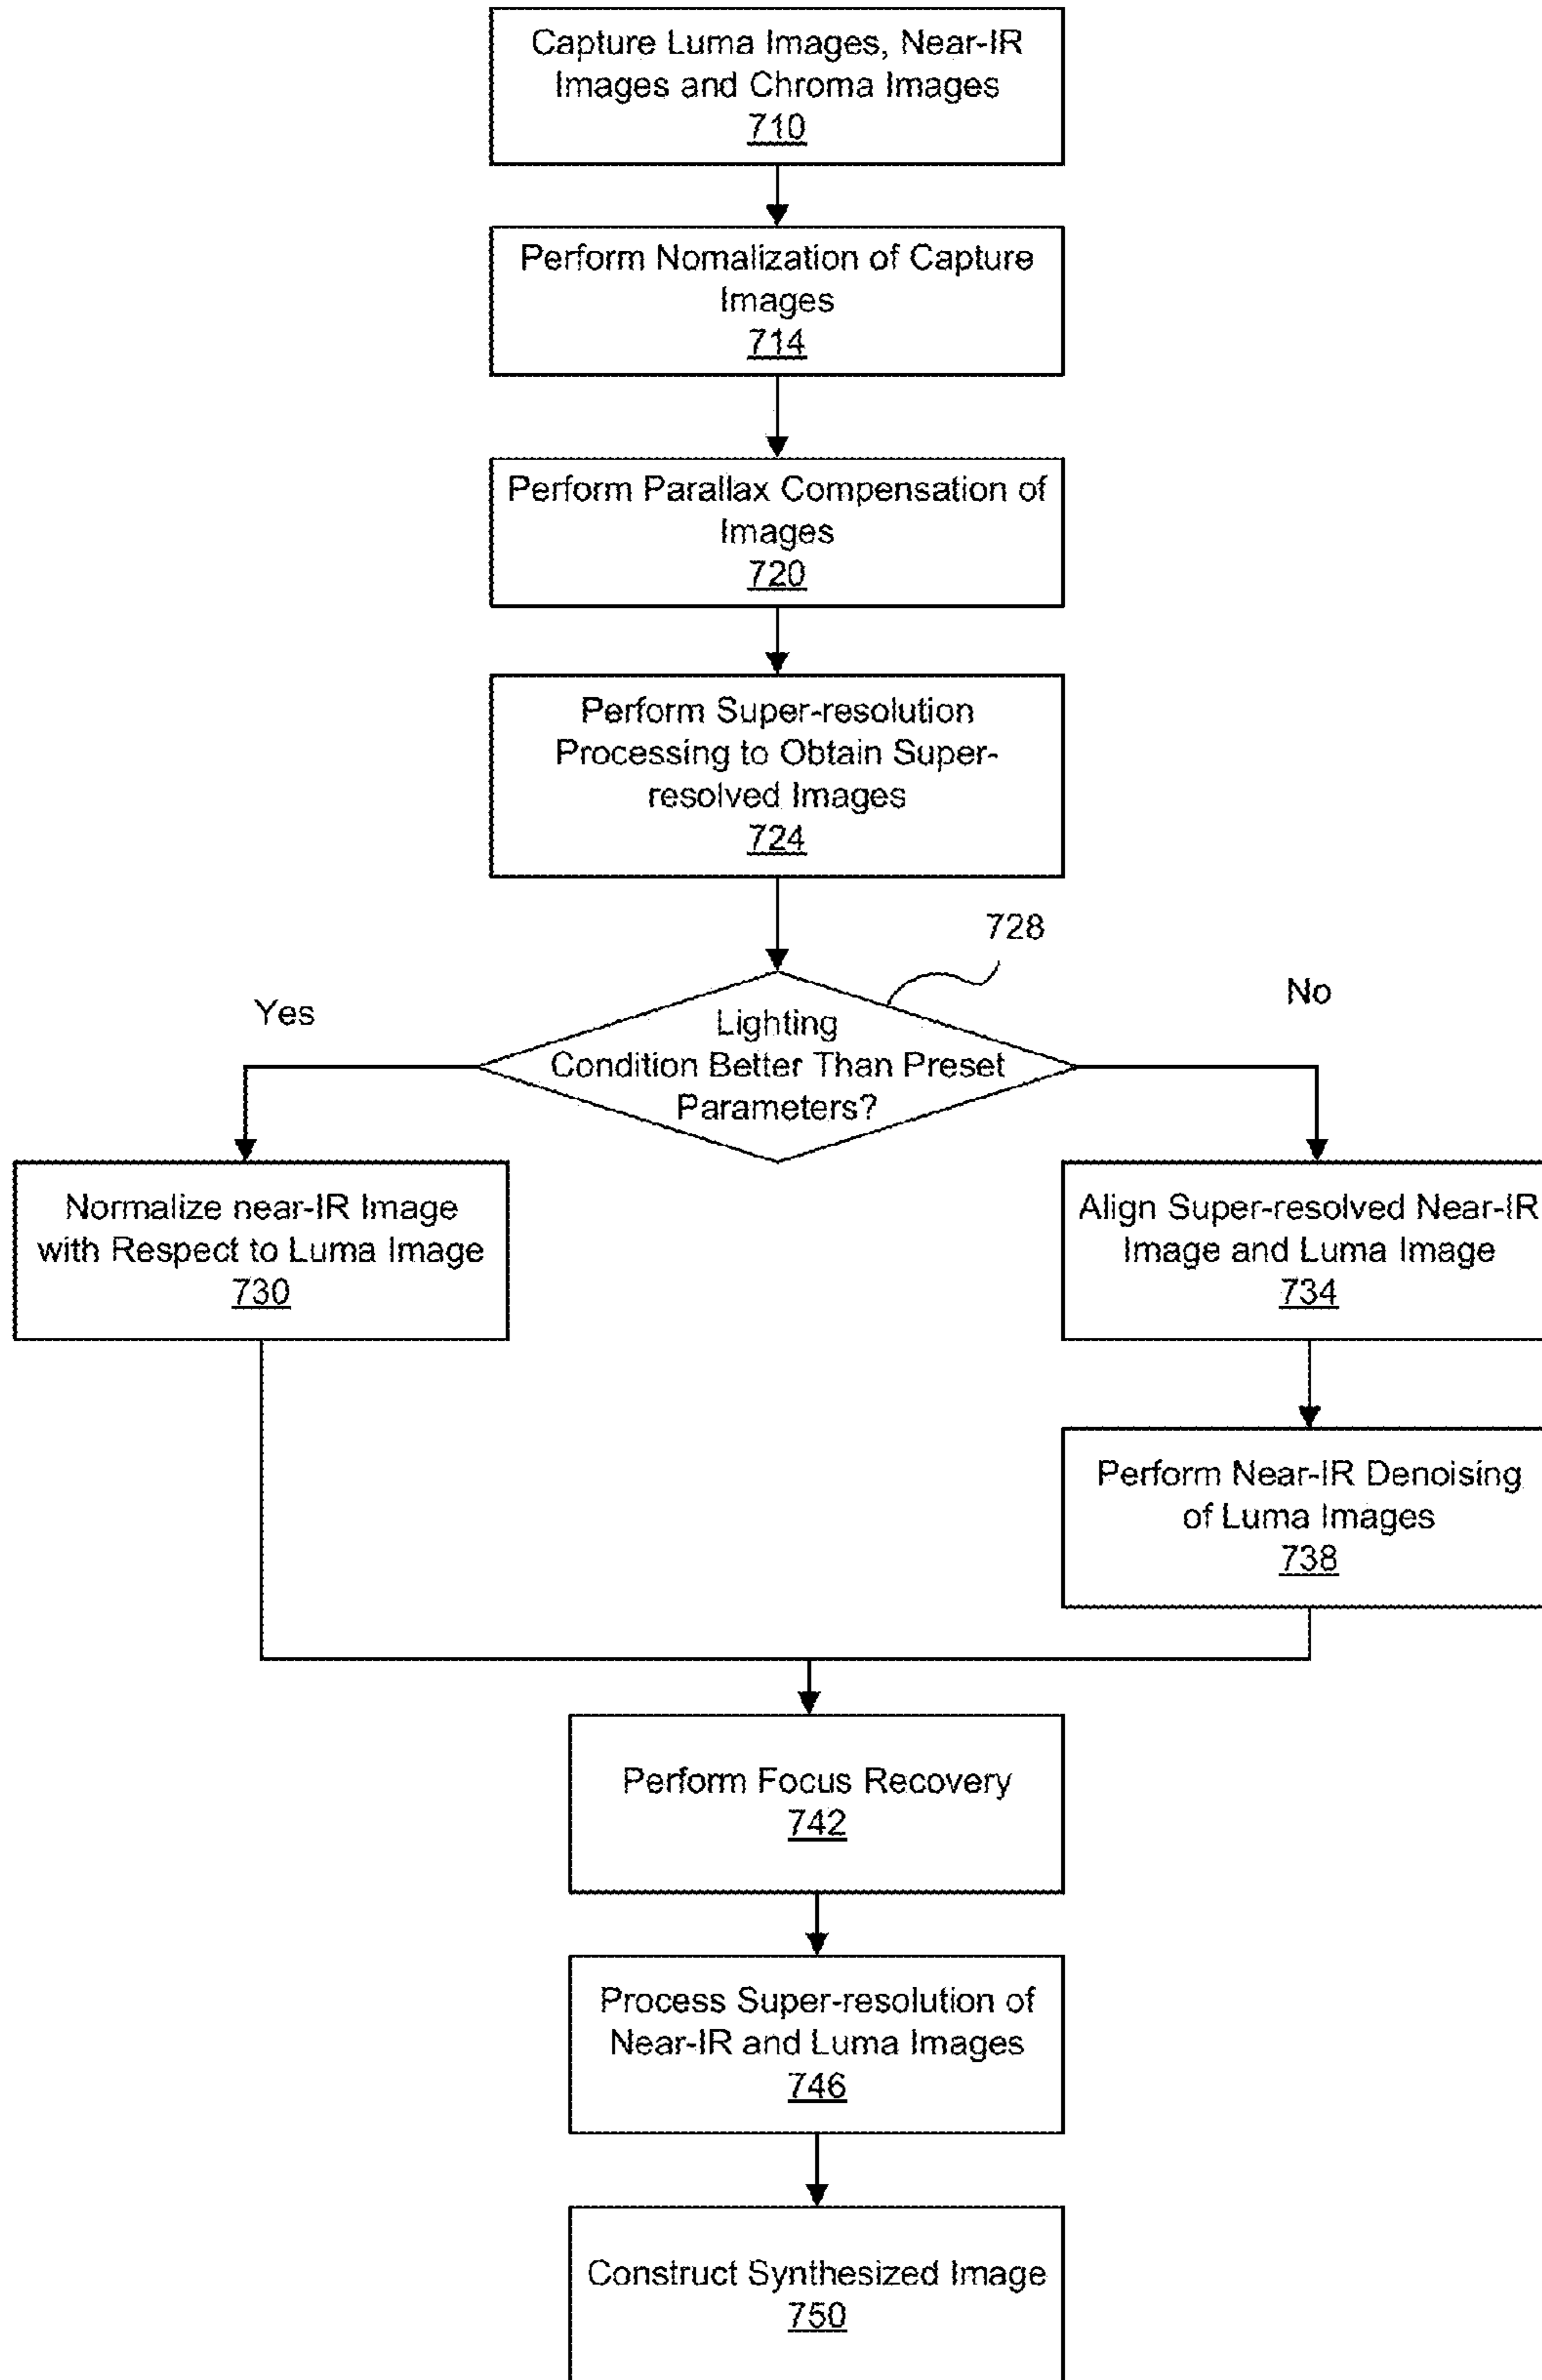 Capture Luma Images, Near-IR
Images and Chroma Images
710
Perform Nomalization of Capture
Images
714
Perform Parallax Compensation of
Images
720
Perform Super-resolution
Processing to Obtain Super-
resolved Images
724
728
Yes
No
Lighting
Condition Better Than Preset
Parameters?
Normalize near-IR Image
with Respect to Luma Image
730
Align Super-resolved Near-IR
Image and Luma Image
734
Perform Near-IR Denoising
of Luma Images
738
Perform Focus Recovery
742
Process Super-resolution of
Near-IR and Luma Images
746
Construct Synthesized Image
750